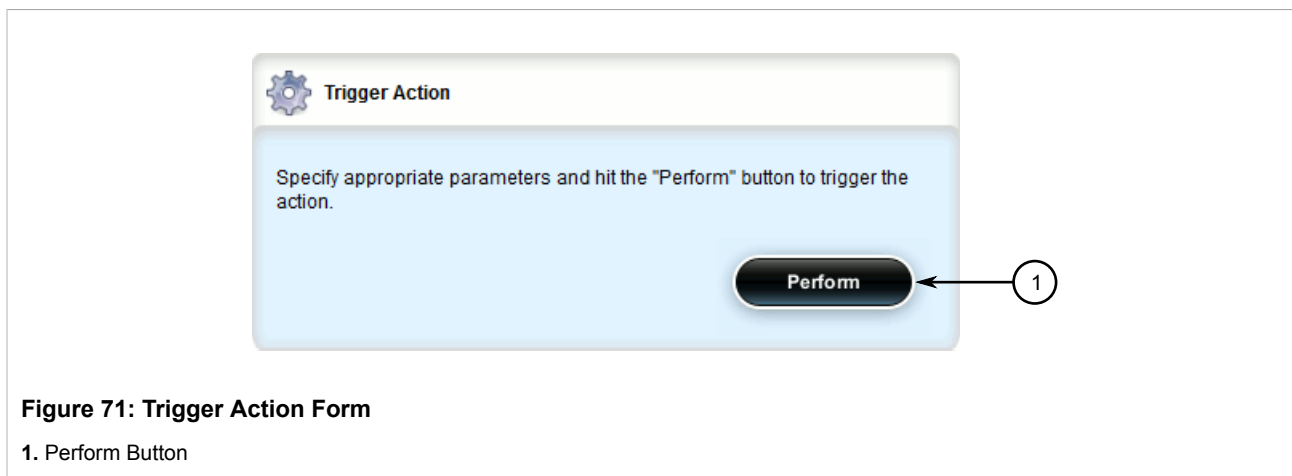 Trigger Action
Specify appropriate parameters and hit the "Perform" button to trigger the
action.
Perform
1
Figure 71: Trigger Action Form
1. Perform Button